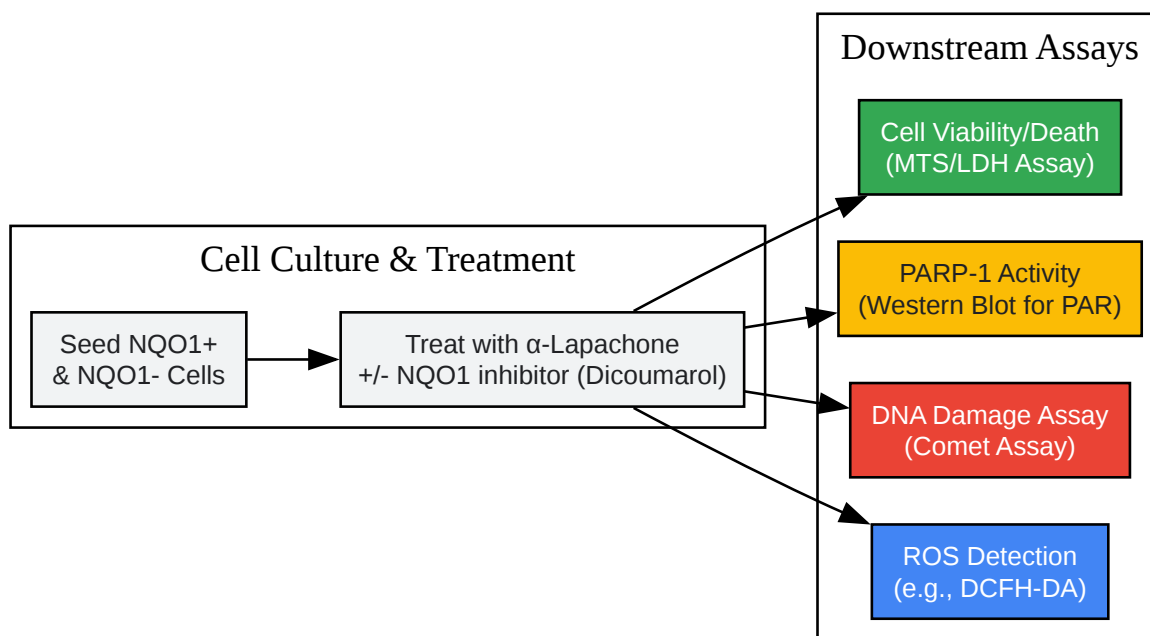 Downstream Assays
Cell Viability/Death
(MTS/LDH Assay)
Cell Culture & Treatment
PARP-1 Activity
(Western Blot for PAR)
Seed NQO1+
& NQO1- Cells
Treat with α-Lapachone
+/- NQO1 inhibitor (Dicoumarol)
DNA Damage Assay
(Comet Assay)
ROS Detection
(e.g., DCFH-DA)